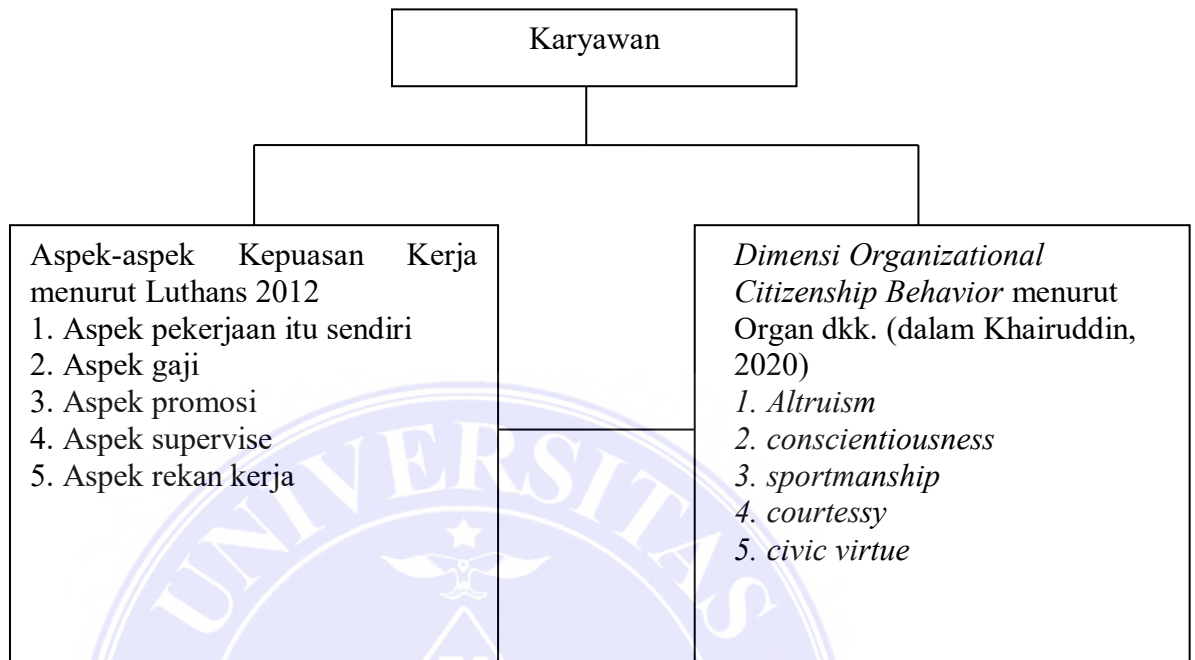 Karyawan
Aspek-aspek Kepuasan Kerja
menurut Luthans 2012
1. Aspek pekerjaan itu sendiri
2. Aspek gaji
3. Aspek promosi
4. Aspek supervise
5. Aspek rekan kerja
Dimensi Organizational
Citizenship Behavior menurut
Organ dkk. (dalam Khairuddin,
2020)
1. Altruism
2. conscientiousness
3. sportmanship
4. courtessy
5. civic virtue
UNIVERSITAS